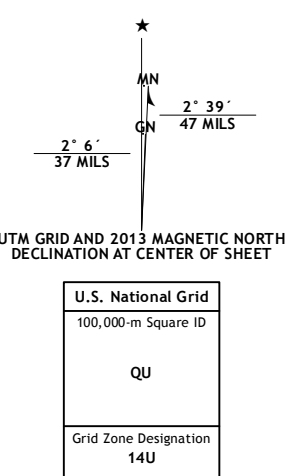 ★
MN
GN
2° 39´
47 MILS
2° 6´
37 MILS
UTM GRID AND 2013 MAGNETIC NORTH
DECLINATION AT CENTER OF SHEET
U.S. National Grid
100,000-m Square ID
QU
Grid Zone Designation
14U